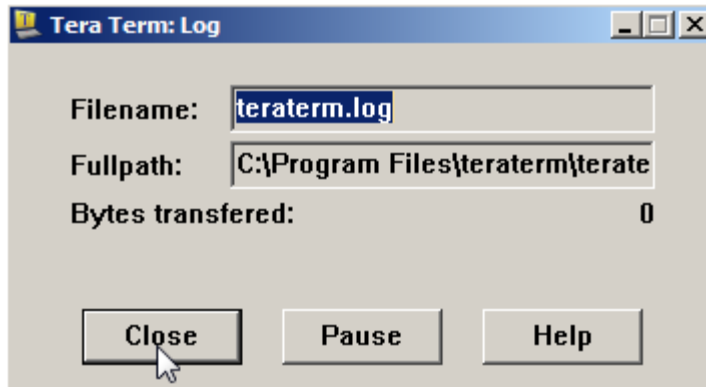 Tera Term: Log
Filename: teraterm.log
Fullpath: C:\Program Files\teraterm\terate
Bytes transfered: 0
Close Pause Help